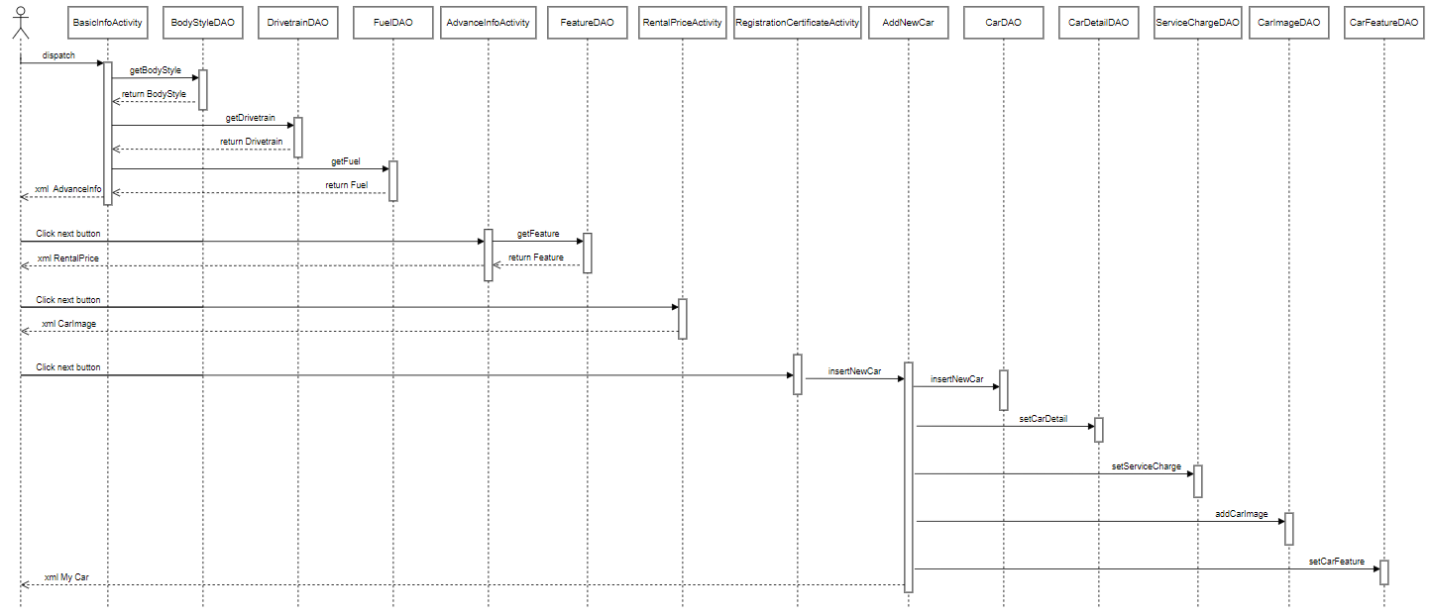 BasicInfoActivity
BodyStyleDAO
DrivetrainDAO
FuelDAO
AdvanceInfoActivity
FeatureDAO
RentalPriceActivity
RegistrationCertificateActivity
AddNewCar
CarDAO
CarDetailDAO
ServiceChargeDAO
CarImageDAO
CarFeatureDAO
dispatch
getBodyStyle
return BodyStyle
getDrivetrain
return Drivetrain
getFuel
return Fuel
xml AdvanceInfo
Click next button
getFeature
return Feature
xml RentalPrice
Click next button
xml CarImage
Click next button
insertNewCar
insertNewCar
setCarDetail
setServiceCharge
addCarImage
setCarFeature
xml My Car